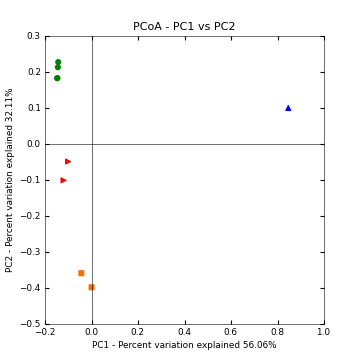 PCoA - PC1 vs PC2
0.3
0.2
0.1
0.0
−0.1
−0.2
−0.3
−0.4
−0.5
PC2 - Percent variation explained 32.11%
−0.2 0.0 0.2 0.4 0.6 0.8 1.0
PC1 - Percent variation explained 56.06%